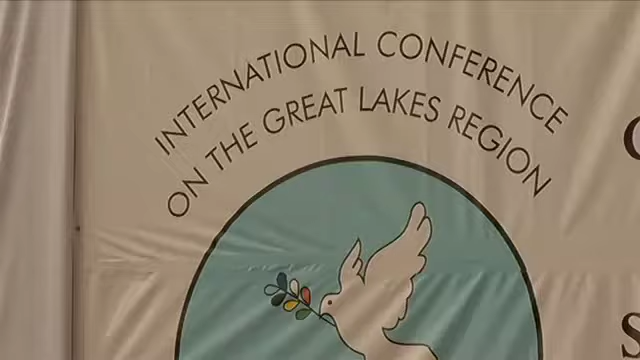 INTERNATIONAL CONFERENCE
ON THE GREAT LAKES REGION